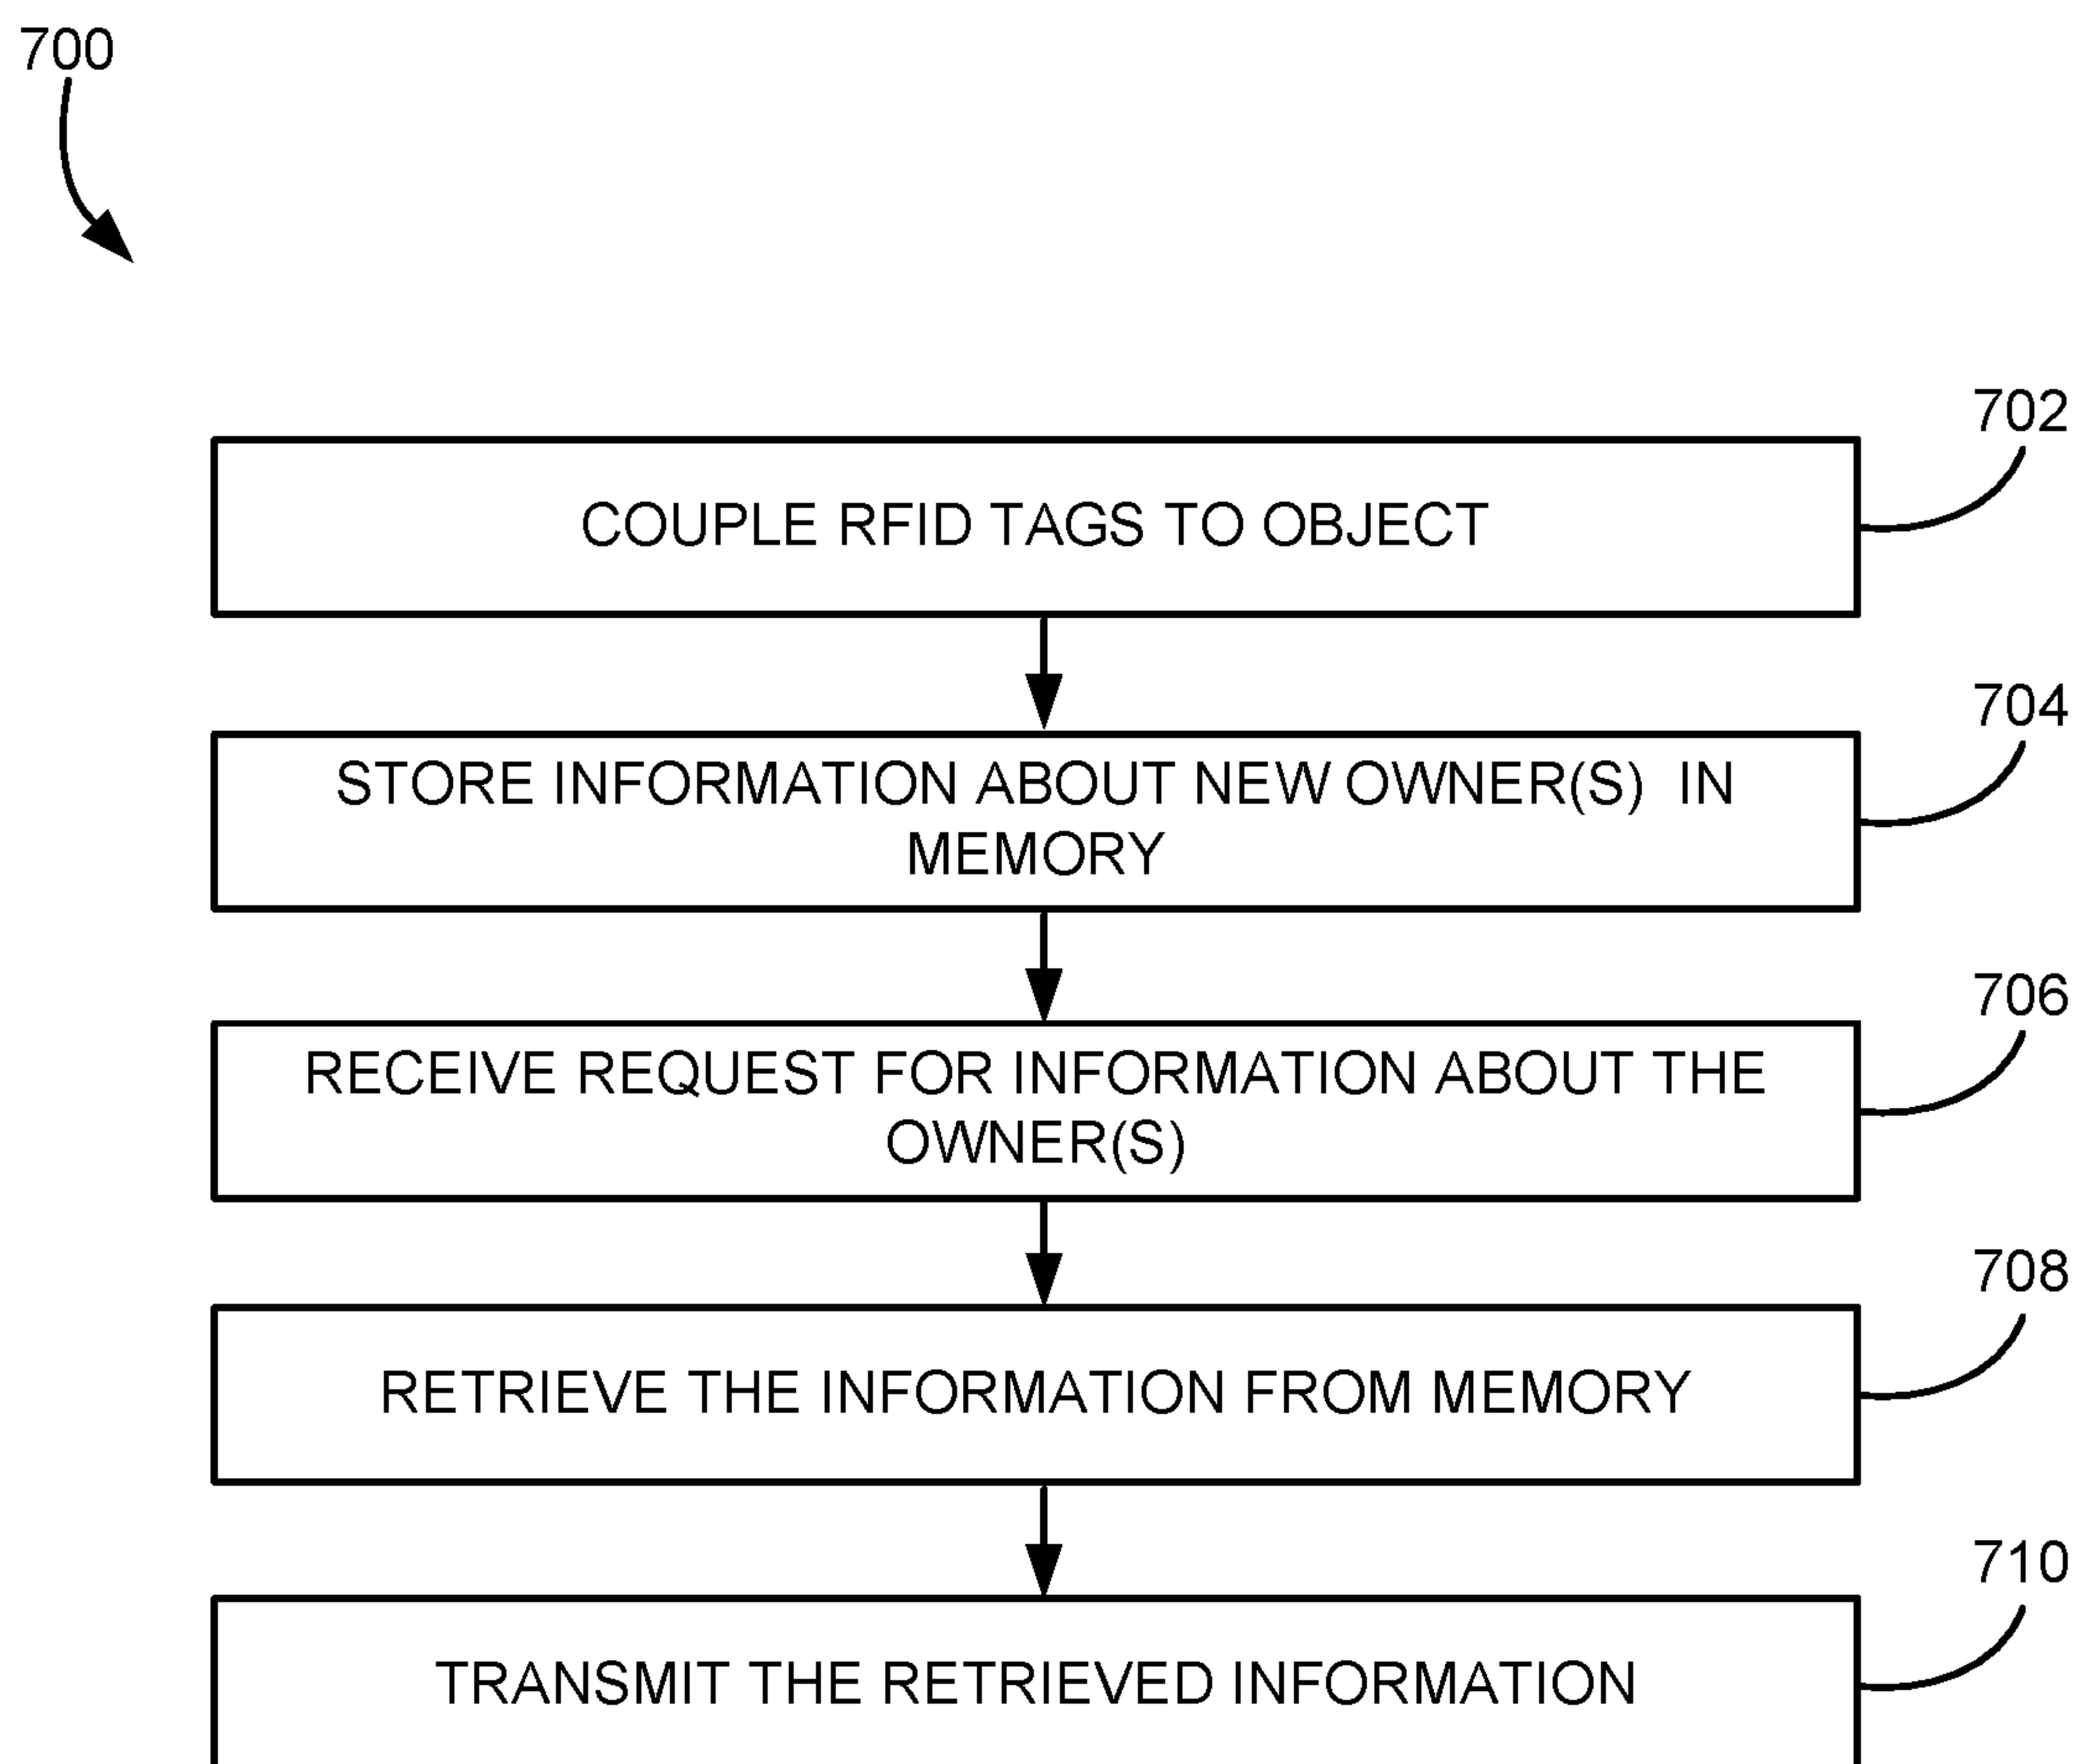 700
702
COUPLE RFID TAGS TO OBJECT
704
STORE INFORMATION ABOUT NEW OWNER(S) IN
MEMORY
706
RECEIVE REQUEST FOR INFORMATION ABOUT THE
OWNER(S)
708
RETRIEVE THE INFORMATION FROM MEMORY
710
TRANSMIT THE RETRIEVED INFORMATION